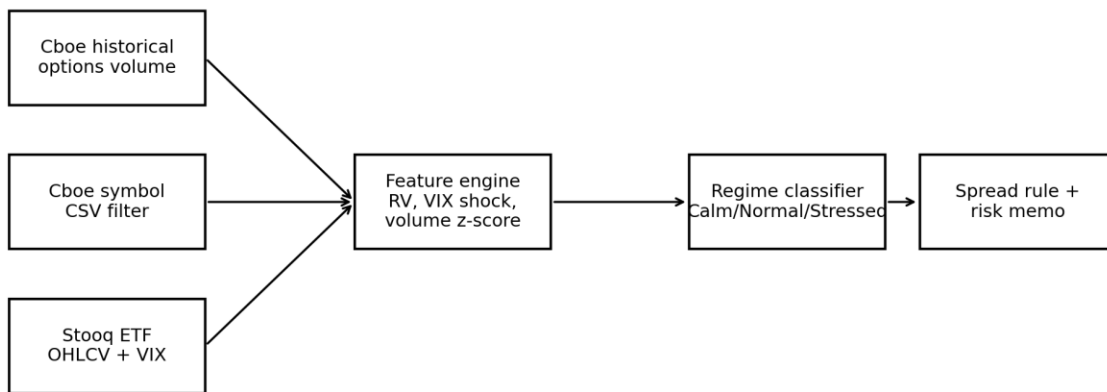 Cboe historical
options volume
Cboe symbol
CSV filter
Stooq ETF
OHLCV + VIX
Feature engine
RV, VIX shock,
volume z-score
Regime classifier
Calm/Normal/Stressed
Spread rule +
risk memo